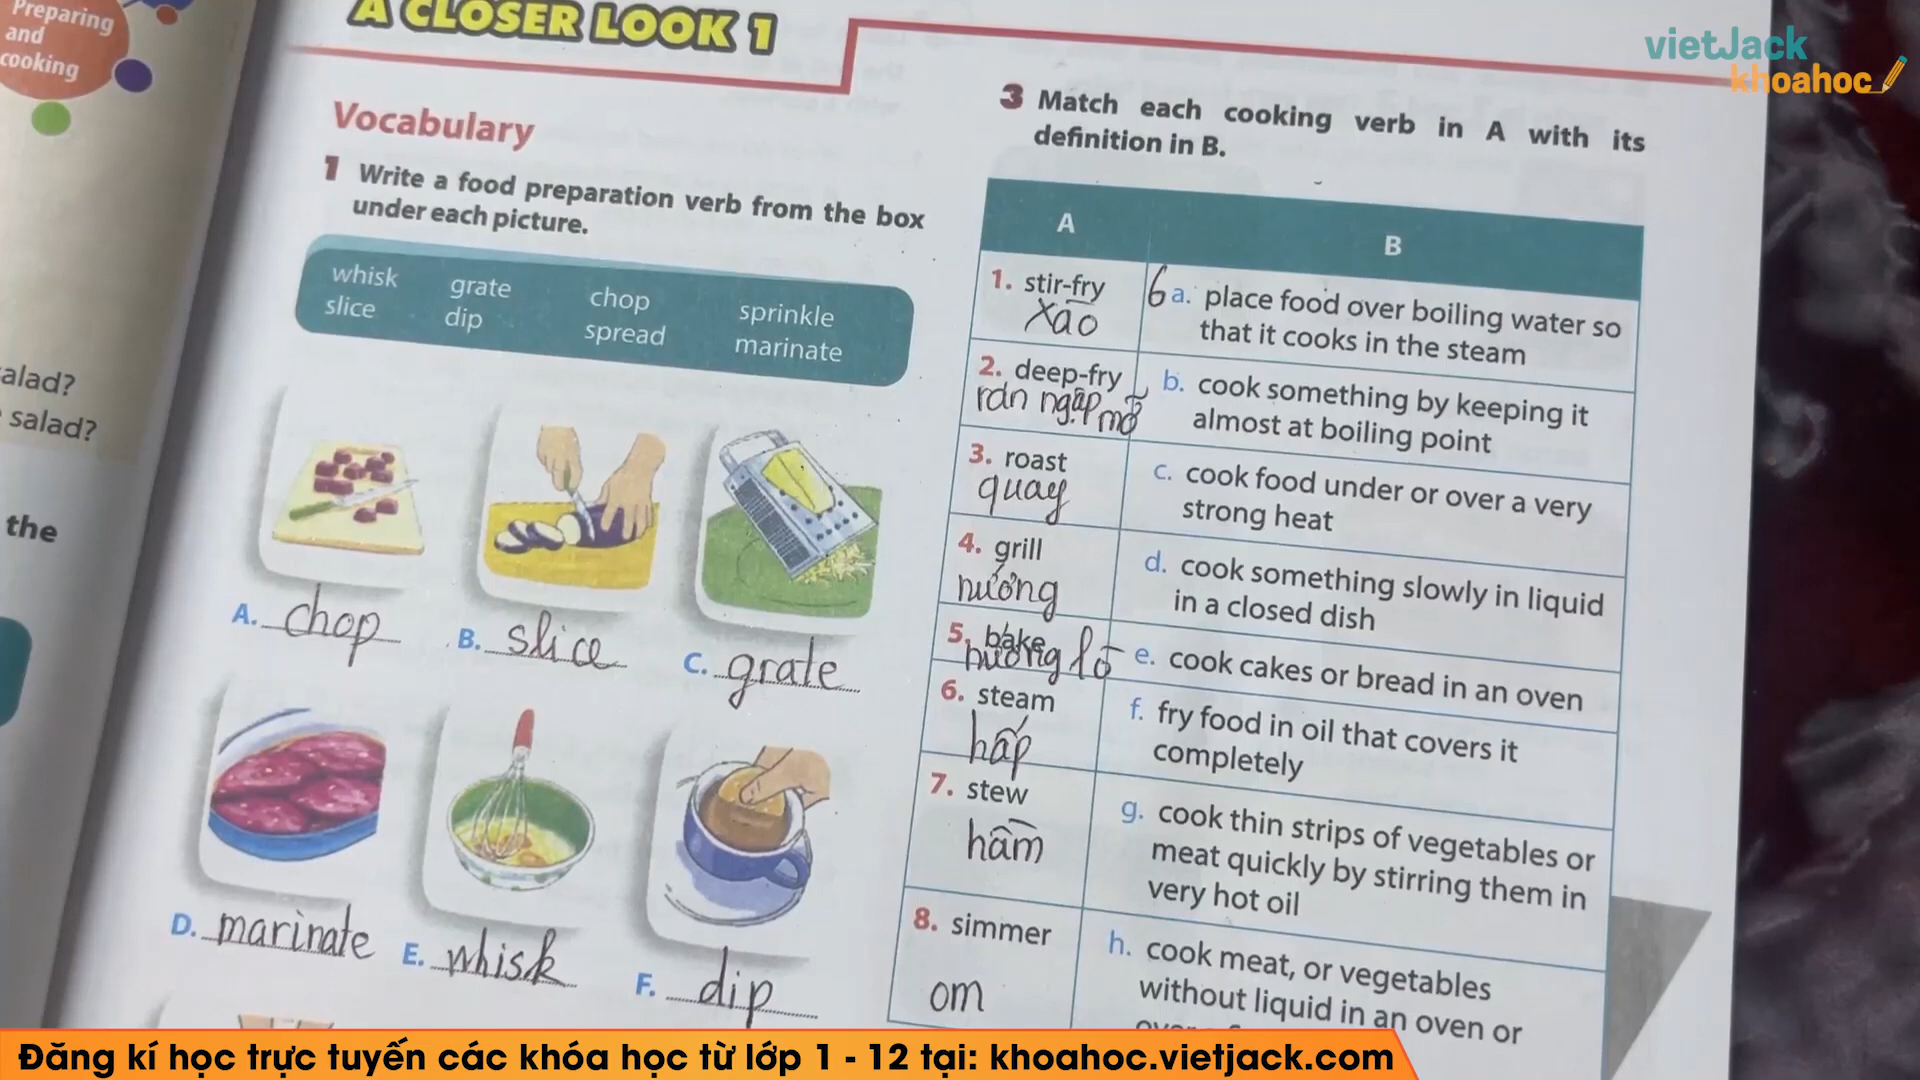 Preparing
and
cooking
alad?
salad?
the
A CLOSER LOOK 1
Vocabulary
1 Write a food preparation verb from the box
under each picture.
whisk grate chop sprinkle
slice dip spread marinate
A. chop
B. slice
C. grate
D. marinate
E. whisk
F. dip
3 Match each cooking verb in A with its
definition in B.
A
B
1. stir-fry
xào
6 a. place food over boiling water so
that it cooks in the steam
2. deep-fry
rán ngập mỡ
b. cook something by keeping it
almost at boiling point
3. roast
quay
c. cook food under or over a very
strong heat
4. grill
nướng
d. cook something slowly in liquid
in a closed dish
5. bake
nướng lò
e. cook cakes or bread in an oven
6. steam
hấp
f. fry food in oil that covers it
completely
7. stew
hầm
g. cook thin strips of vegetables or
meat quickly by stirring them in
very hot oil
8. simmer
om
h. cook meat, or vegetables
without liquid in an oven or
vietJack
khoahoc
Đăng kí học trực tuyến các khóa học từ lớp 1 - 12 tại: khoahoc.vietjack.com